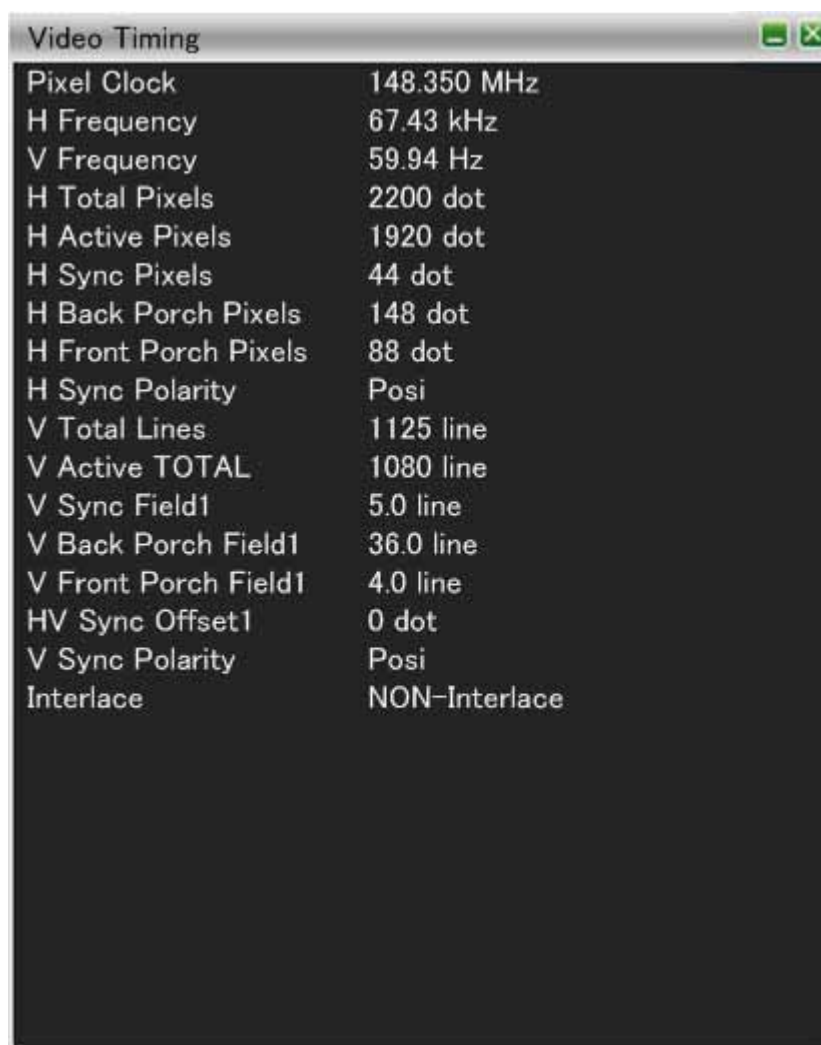 Video Timing
Pixel Clock 148.350 MHz
H Frequency 67.43 kHz
V Frequency 59.94 Hz
H Total Pixels 2200 dot
H Active Pixels 1920 dot
H Sync Pixels 44 dot
H Back Porch Pixels 148 dot
H Front Porch Pixels 88 dot
H Sync Polarity Posi
V Total Lines 1125 line
V Active TOTAL 1080 line
V Sync Field1 5.0 line
V Back Porch Field1 36.0 line
V Front Porch Field1 4.0 line
HV Sync Offset1 0 dot
V Sync Polarity Posi
Interlace NON-Interlace